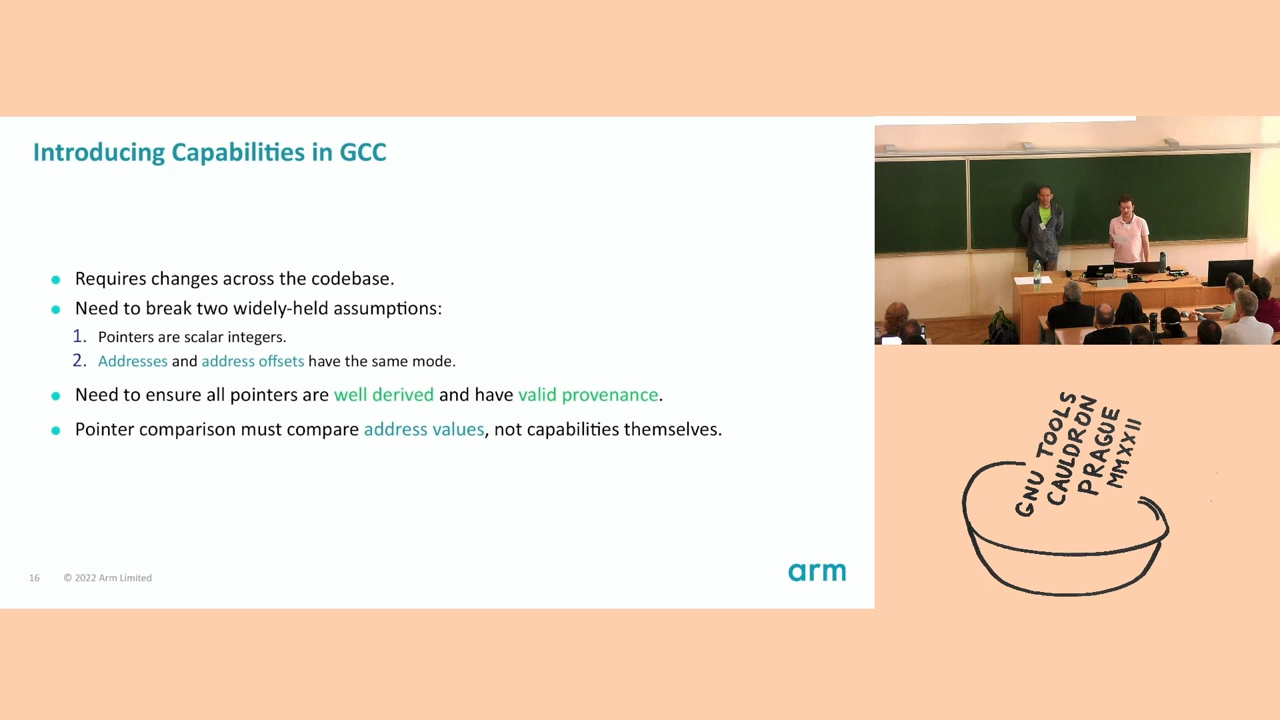 Introducing Capabilities in GCC
Requires changes across the codebase.
Need to break two widely-held assumptions:
1. Pointers are scalar integers.
2. Addresses and address offsets have the same mode.
Need to ensure all pointers are well derived and have valid provenance.
Pointer comparison must compare address values, not capabilities themselves.
16 © 2022 Arm Limited
arm
GNU TOOLS
CAULDRON
PRAGUE
MMXXII